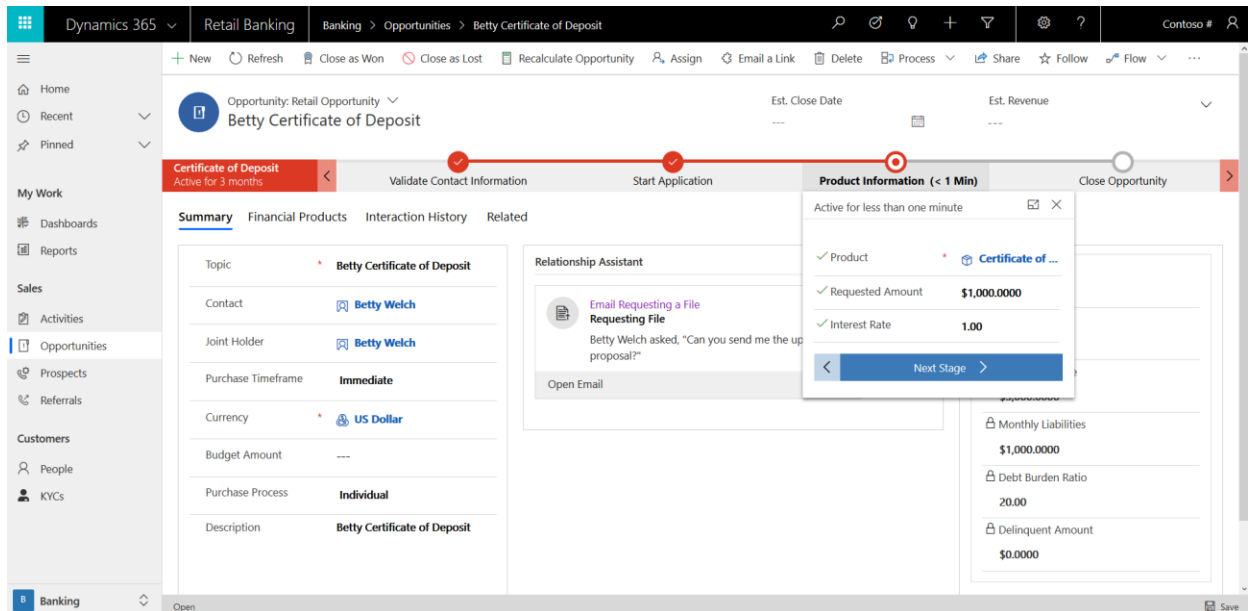 Dynamics 365
Retail Banking
Banking > Opportunities > Betty Certificate of Deposit
Contoso #
New
Refresh
Close as Won
Close as Lost
Recalculate Opportunity
Assign
Email a Link
Delete
Process
Share
Follow
Flow
Home
Recent
Pinned
My Work
Dashboards
Reports
Sales
Activities
Opportunities
Prospects
Referrals
Customers
People
KYCs
B Banking
Opportunity: Retail Opportunity
Betty Certificate of Deposit
Est. Close Date
---
Est. Revenue
---
Certificate of Deposit
Active for 3 months
Validate Contact Information
Start Application
Product Information (< 1 Min)
Close Opportunity
Summary
Financial Products
Interaction History
Related
Topic * Betty Certificate of Deposit
Contact Betty Welch
Joint Holder Betty Welch
Purchase Timeframe Immediate
Currency * US Dollar
Budget Amount ---
Purchase Process Individual
Description Betty Certificate of Deposit
Relationship Assistant
Email Requesting a File
Requesting File
Betty Welch asked, "Can you send me the up
proposal?"
Open Email
Active for less than one minute
Product * Certificate of ...
Requested Amount $1,000.0000
Interest Rate 1.00
Next Stage
Monthly Liabilities
$1,000.0000
Debt Burden Ratio
20.00
Delinquent Amount
$0.0000
Open
Save